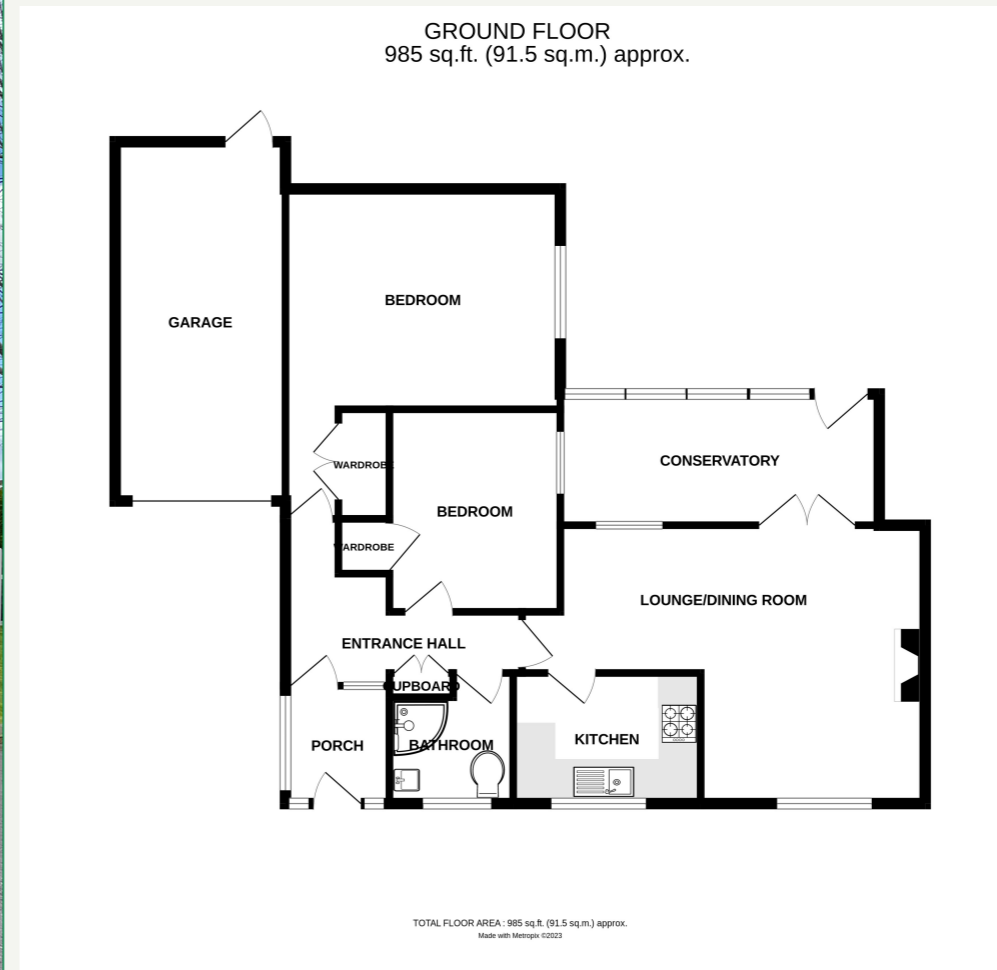 GROUND FLOOR
985 sq.ft. (91.5 sq.m.) approx.
BEDROOM
GARAGE
CONSERVATORY
WARDROBE
BEDROOM
WARDROBE
LOUNGE/DINING ROOM
ENTRANCE HALL
CUPBOARD
KITCHEN
PORCH
BATHROOM
TOTAL FLOOR AREA : 985 sq.ft. (91.5 sq.m.) approx.
Made with Metropix ©2023